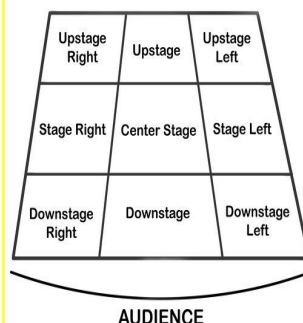 Upstage
Right
Upstage
Upstage
Left
Stage Right
Center Stage
Stage Left
Downstage
Right
Downstage
Downstage
Left
AUDIENCE